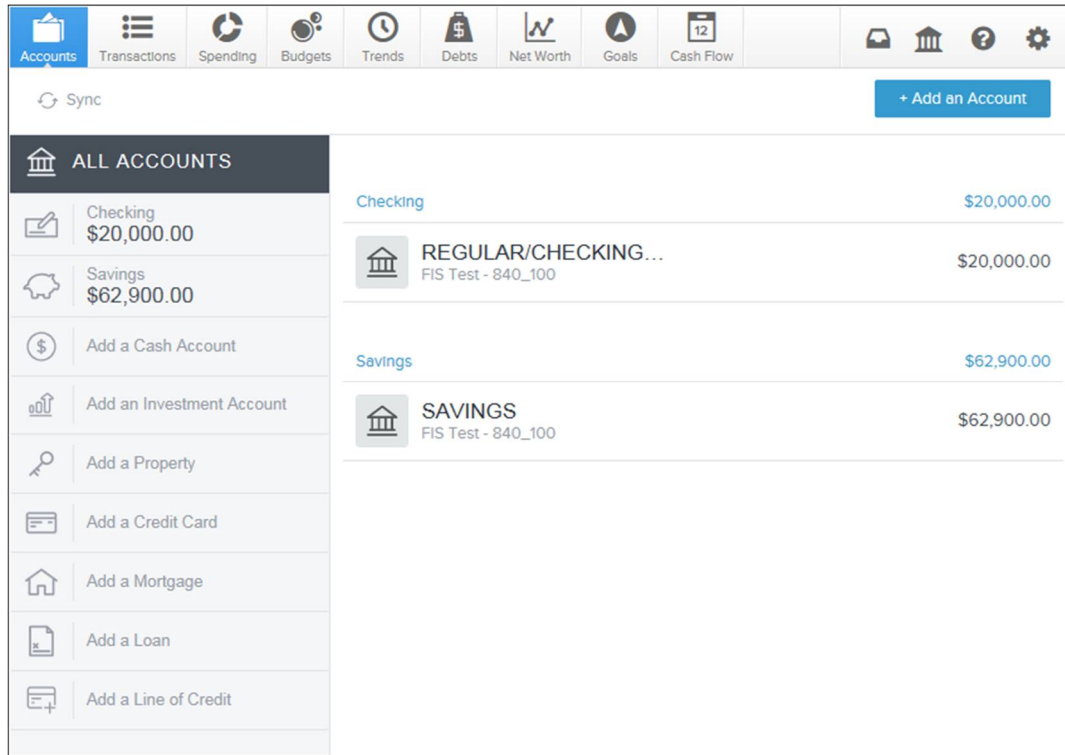 Accounts
Transactions
Spending
Budgets
Trends
Debts
Net Worth
Goals
12
Cash Flow
Sync
+ Add an Account
ALL ACCOUNTS
Checking
$20,000.00
Savings
$62,900.00
Add a Cash Account
Add an Investment Account
Add a Property
Add a Credit Card
Add a Mortgage
Add a Loan
Add a Line of Credit
Checking $20,000.00
REGULAR/CHECKING... $20,000.00
FIS Test - 840_100
Savings $62,900.00
SAVINGS $62,900.00
FIS Test - 840_100